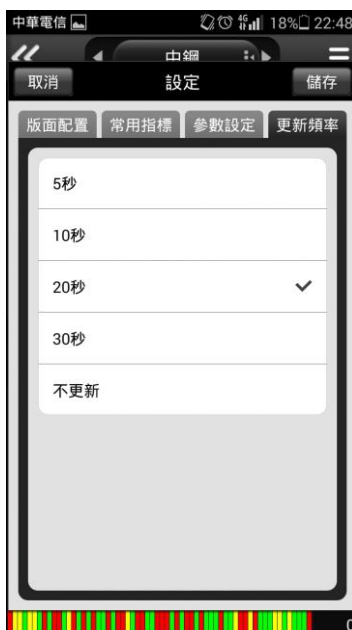 中華電信 4G 18% 22:48
中鋼
取消 設定 儲存
版面配置 常用指標 參數設定 更新頻率
5秒
10秒
20秒
30秒
不更新